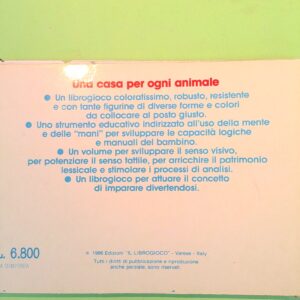 Una casa per ogni animale
● Un librogioco coloratissimo, robusto, resistente
e con tante figurine di diverse forme e colori
da collocare al posto giusto.
● Uno strumento educativo indirizzato all'uso della mente
e delle "mani" per sviluppare le capacità logiche
e manuali del bambino.
● Un volume per sviluppare il senso visivo,
per potenziare il senso tattile, per arricchire il patrimonio
lessicale e stimolare i processi di analisi.
● Un librogioco per attuare il concetto
di imparare divertendosi.
6.800
© 1986 Edizioni "IL LIBROGIOCO" - Varese - Italy
Tutti i diritti di pubblicazione e riproduzione
anche parziale, sono riservati.